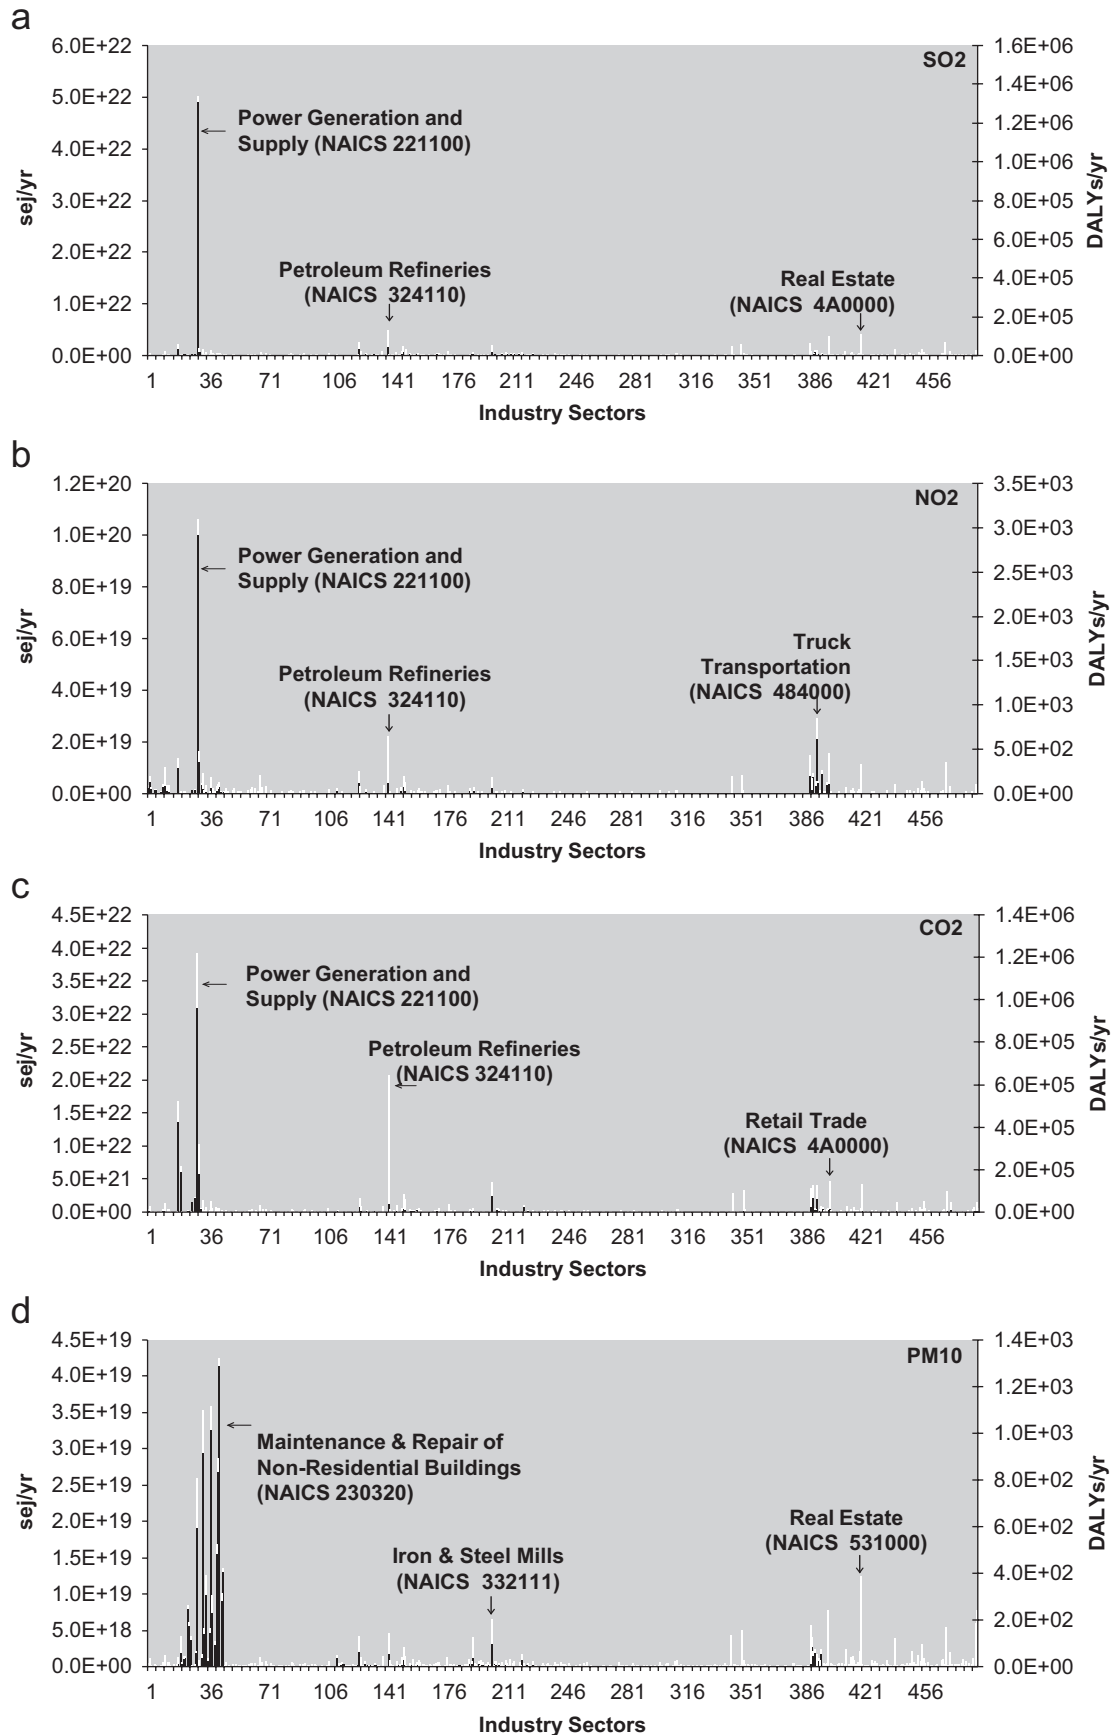 a
6.0E+22
5.0E+22
4.0E+22
3.0E+22
2.0E+22
1.0E+22
0.0E+00
sej/yr
1.6E+06
1.4E+06
1.2E+06
1.0E+06
8.0E+05
6.0E+05
4.0E+05
2.0E+05
0.0E+00
DALYs/yr
SO2
Power Generation and
Supply (NAICS 221100)
Petroleum Refineries
(NAICS 324110)
Real Estate
(NAICS 4A0000)
1 36 71 106 141 176 211 246 281 316 351 386 421 456
Industry Sectors
b
1.2E+20
1.0E+20
8.0E+19
6.0E+19
4.0E+19
2.0E+19
0.0E+00
sej/yr
3.5E+03
3.0E+03
2.5E+03
2.0E+03
1.5E+03
1.0E+03
5.0E+02
0.0E+00
DALYs/yr
NO2
Power Generation and
Supply (NAICS 221100)
Petroleum Refineries
(NAICS 324110)
Truck
Transportation
(NAICS 484000)
1 36 71 106 141 176 211 246 281 316 351 386 421 456
Industry Sectors
c
4.5E+22
4.0E+22
3.5E+22
3.0E+22
2.5E+22
2.0E+22
1.5E+22
1.0E+22
5.0E+21
0.0E+00
sej/yr
1.4E+06
1.2E+06
1.0E+06
8.0E+05
6.0E+05
4.0E+05
2.0E+05
0.0E+00
DALYs/yr
CO2
Power Generation and
Supply (NAICS 221100)
Petroleum Refineries
(NAICS 324110)
Retail Trade
(NAICS 4A0000)
1 36 71 106 141 176 211 246 281 316 351 386 421 456
Industry Sectors
d
4.5E+19
4.0E+19
3.5E+19
3.0E+19
2.5E+19
2.0E+19
1.5E+19
1.0E+19
5.0E+18
0.0E+00
sej/yr
1.4E+03
1.2E+03
1.0E+03
8.0E+02
6.0E+02
4.0E+02
2.0E+02
0.0E+00
DALYs/yr
PM10
Maintenance & Repair of
Non-Residential Buildings
(NAICS 230320)
Iron & Steel Mills
(NAICS 332111)
Real Estate
(NAICS 531000)
1 36 71 106 141 176 211 246 281 316 351 386 421 456
Industry Sectors